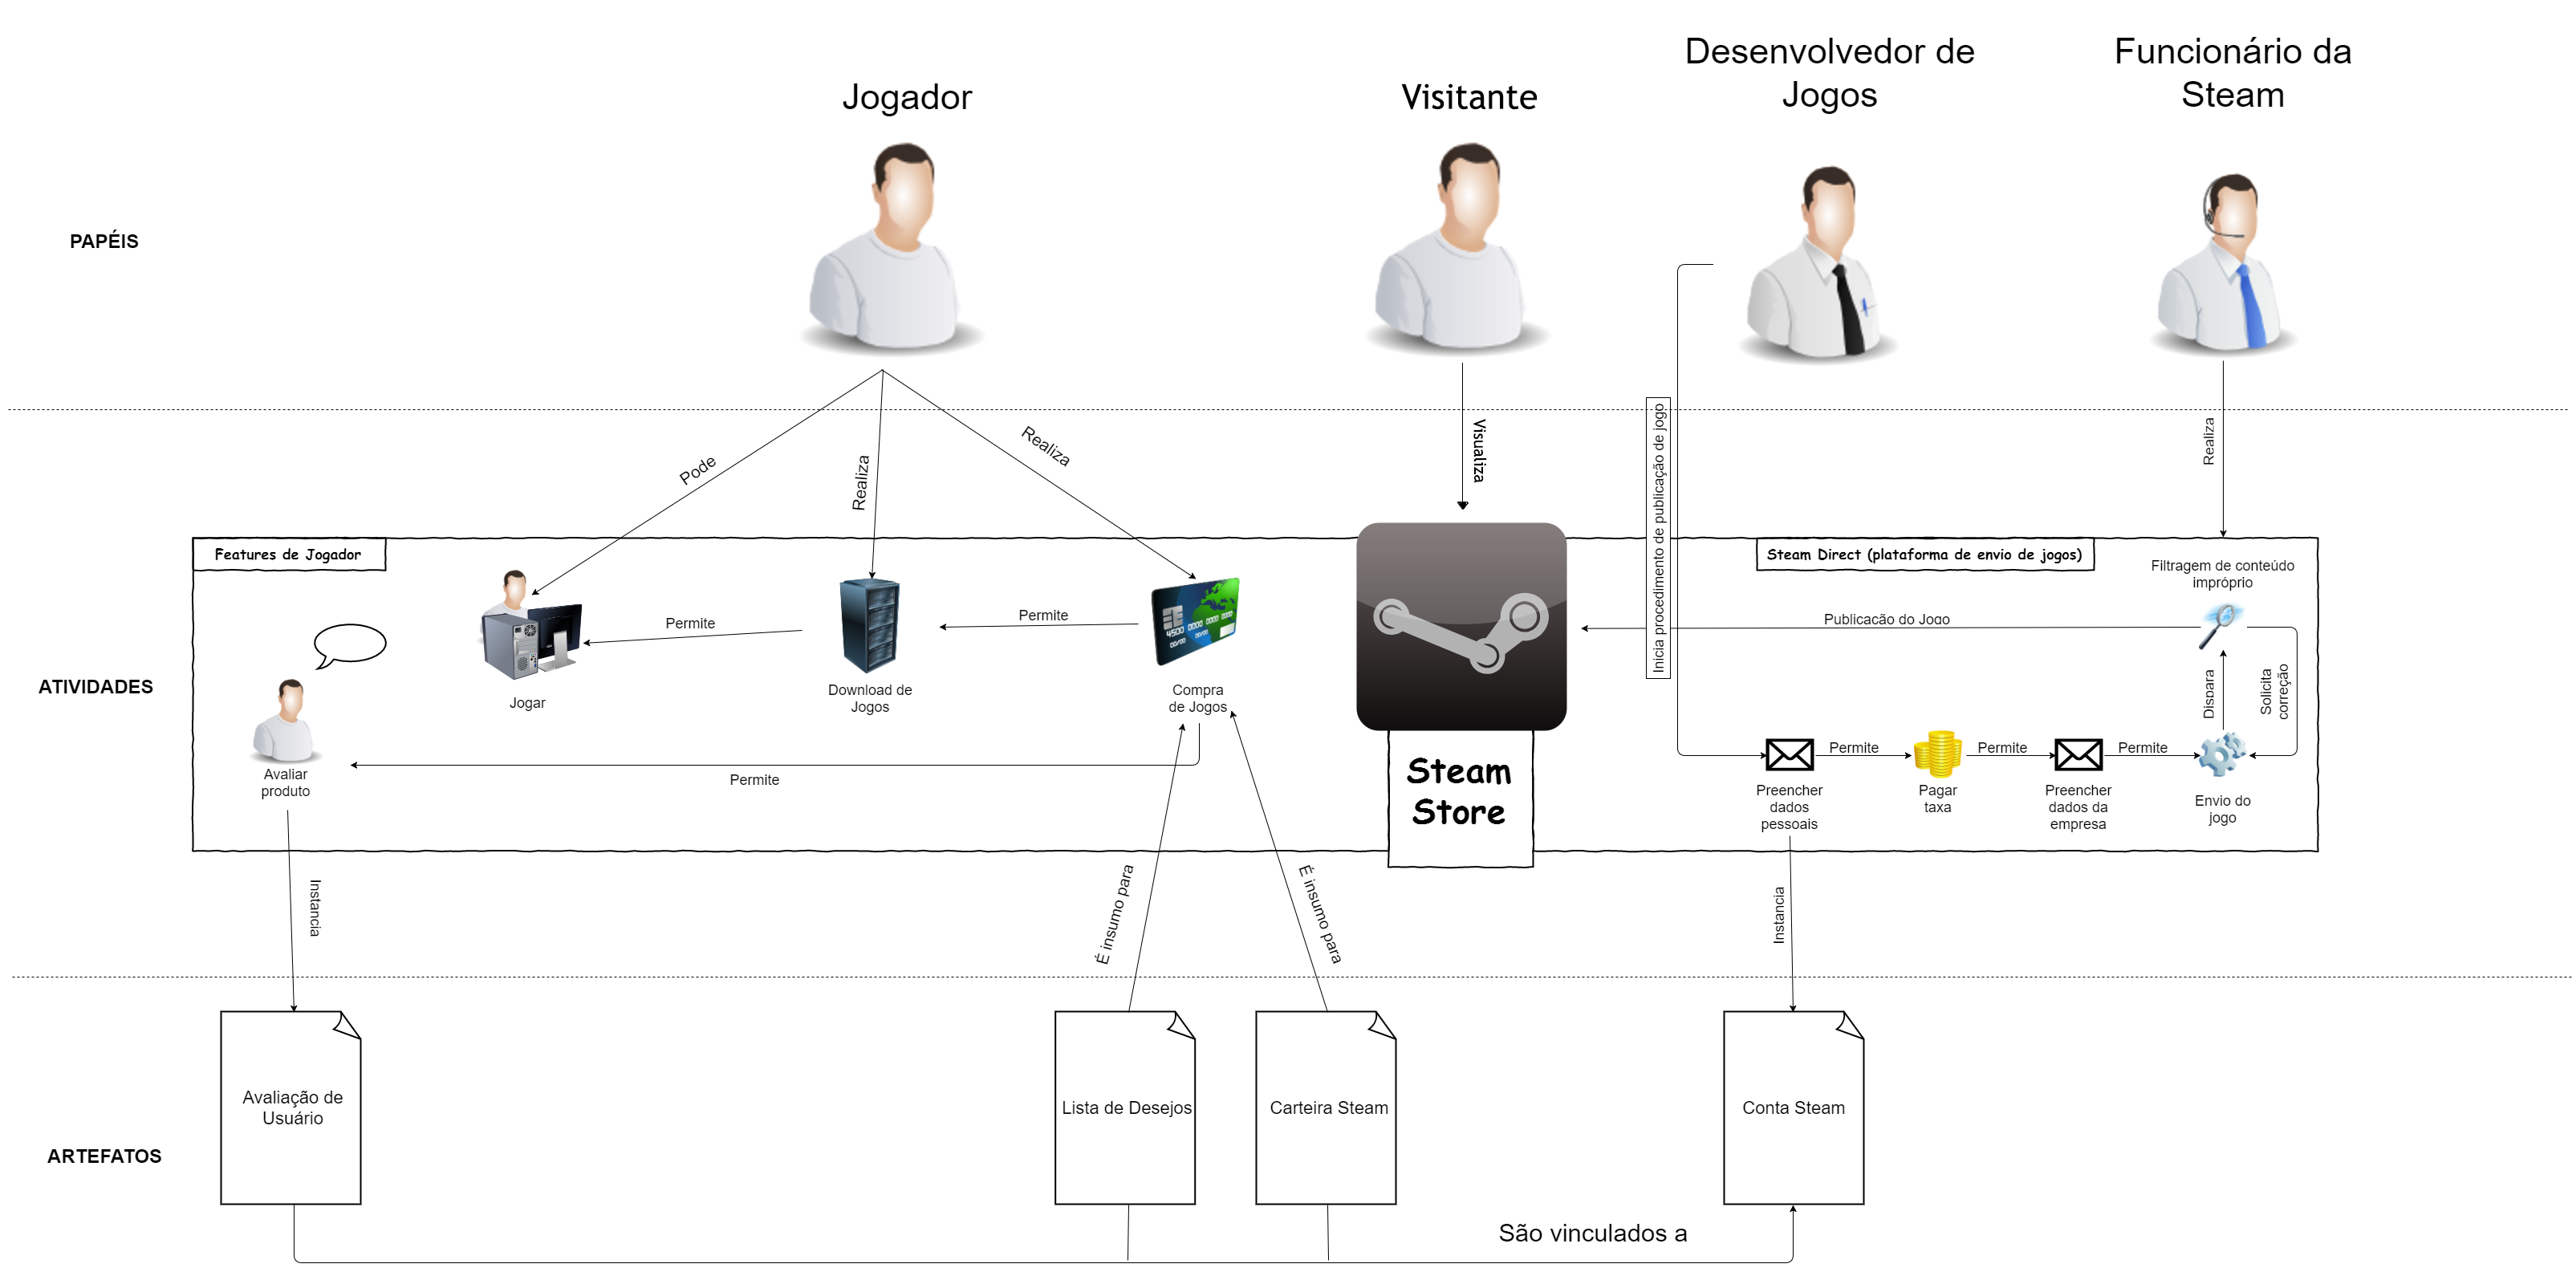 Jogador
Visitante
Desenvolvedor de
Jogos
Funcionário da
Steam
PAPÉIS
Pode
Realiza
Realiza
Visualiza
Inicia procedimento de publicação de jogo
Realiza
Features de Jogador
Steam Direct (plataforma de envio de jogos)
Filtragem de conteúdo
impróprio
Permite
Permite
Publicação do Jogo
ATIVIDADES
Jogar
Download de
Jogos
Compra
de Jogos
Dispara
Solicita
correção
Avaliar
produto
Permite
Steam
Store
Permite
Permite
Permite
Preencher
dados
pessoais
Pagar
taxa
Preencher
dados da
empresa
Envio do
jogo
Instancia
É insumo para
É insumo para
Instancia
Avaliação de
Usuário
Lista de Desejos
Carteira Steam
Conta Steam
ARTEFATOS
São vinculados a